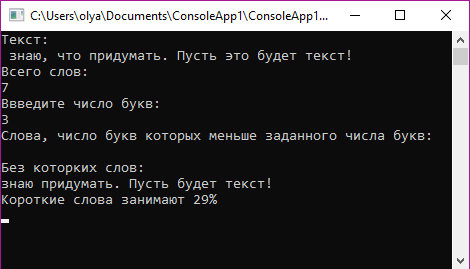 C:\Users\olya\Documents\ConsoleApp1\ConsoleApp1...
Текст:
знаю, что придумать. Пусть это будет текст!
Всего слов:
7
Ввведите число букв:
3
Слова, число букв которых меньше заданного числа букв:
Без которких слов:
знаю придумать. Пусть будет текст!
Короткие слова занимают 29%